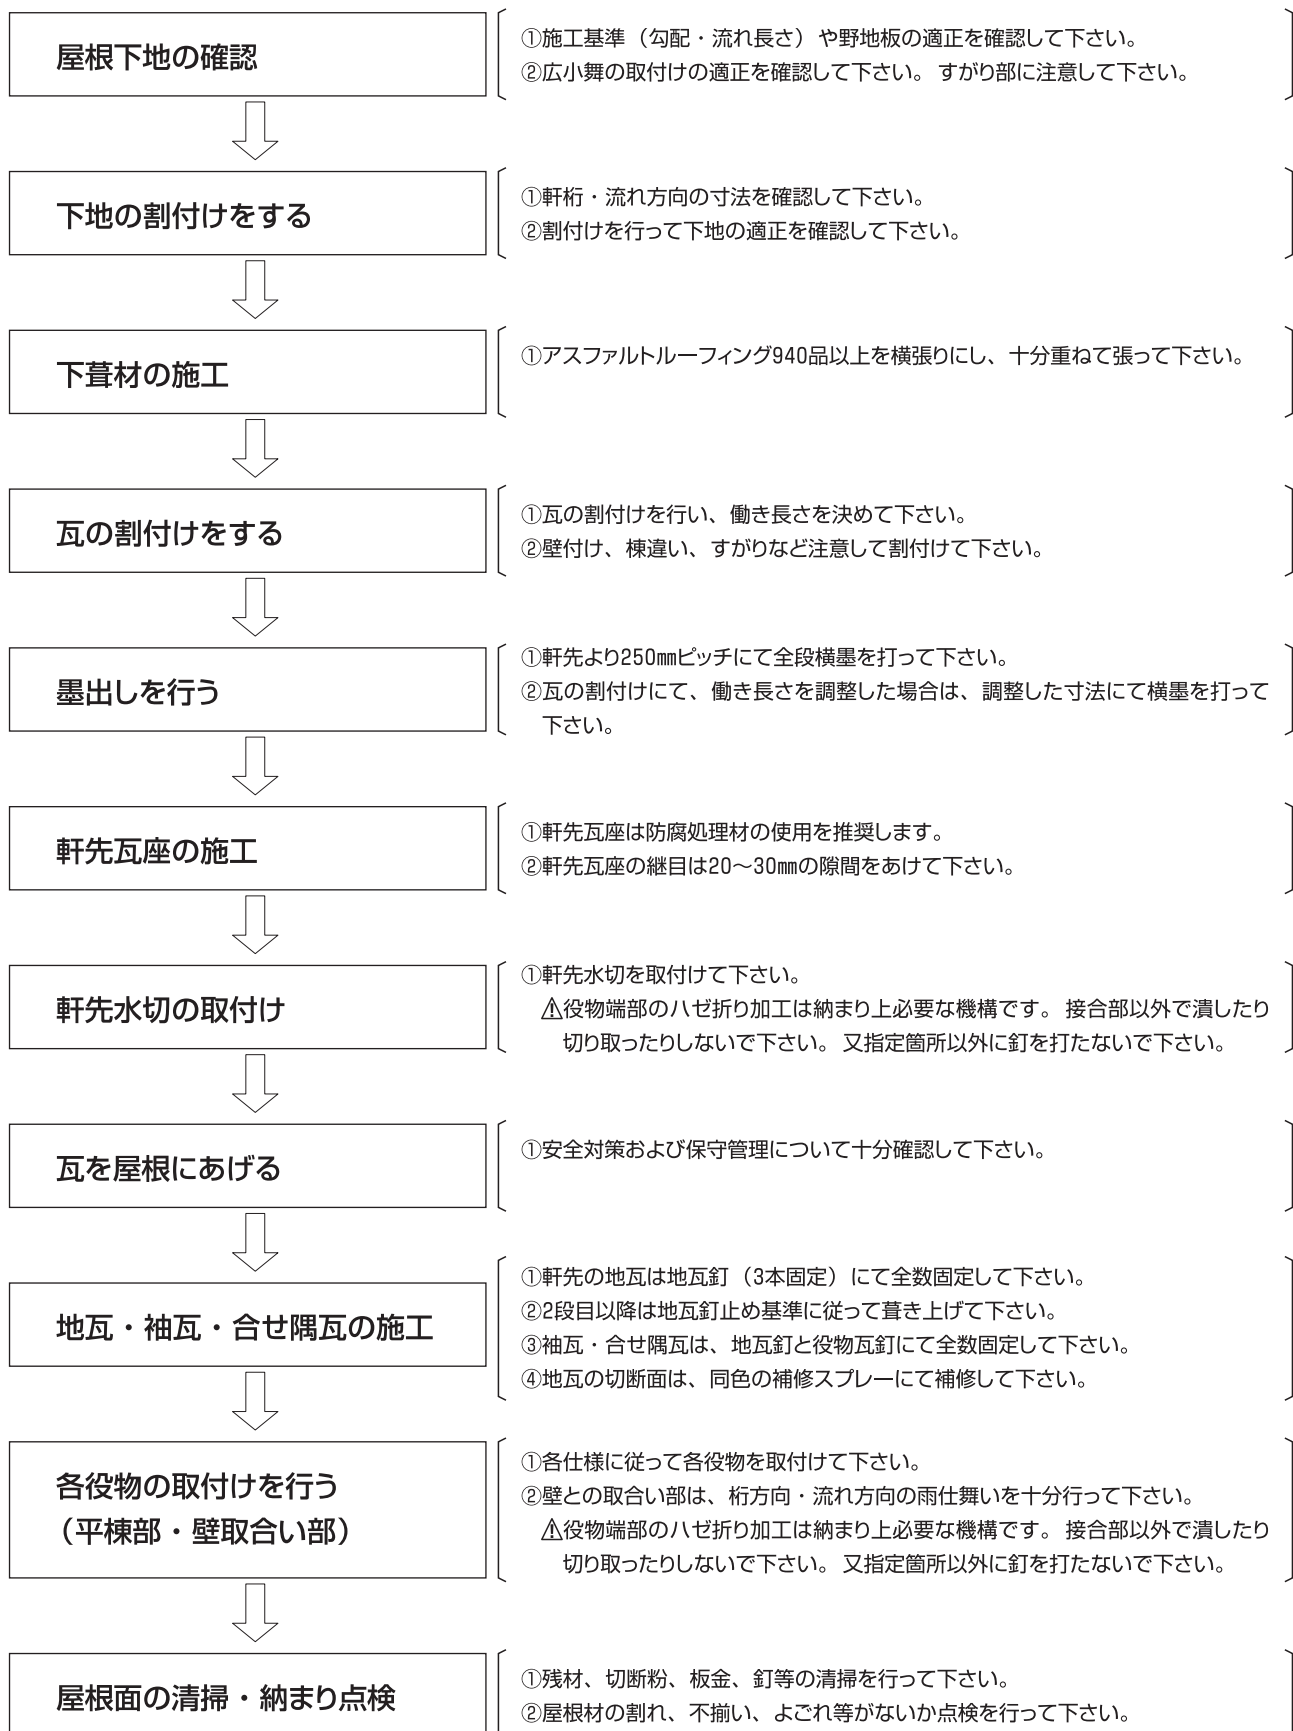 屋根下地の確認
①施工基準（勾配・流れ長さ）や野地板の適正を確認して下さい。
②広小舞の取付けの適正を確認して下さい。すがり部に注意して下さい。
下地の割付けをする
①軒桁・流れ方向の寸法を確認して下さい。
②割付けを行って下地の適正を確認して下さい。
下葺材の施工
①アスファルトルーフィング940品以上を横張りにし、十分重ねて張って下さい。
瓦の割付けをする
①瓦の割付けを行い、働き長さを決めて下さい。
②壁付け、棟違い、すがりなど注意して割付けて下さい。
墨出しを行う
①軒先より250㎜ピッチにて全段横墨を打って下さい。
②瓦の割付けにて、働き長さを調整した場合は、調整した寸法にて横墨を打って
下さい。
軒先瓦座の施工
①軒先瓦座は防腐処理材の使用を推奨します。
②軒先瓦座の継目は20～30㎜の隙間をあけて下さい。
軒先水切の取付け
①軒先水切を取付けて下さい。
⚠役物端部のハゼ折り加工は納まり上必要な機構です。接合部以外で潰したり
切り取ったりしないで下さい。又指定箇所以外に釘を打たないで下さい。
瓦を屋根にあげる
①安全対策および保守管理について十分確認して下さい。
地瓦・袖瓦・合せ隅瓦の施工
①軒先の地瓦は地瓦釘（3本固定）にて全数固定して下さい。
②2段目以降は地瓦釘止め基準に従って葺き上げて下さい。
③袖瓦・合せ隅瓦は、地瓦釘と役物瓦釘にて全数固定して下さい。
④地瓦の切断面は、同色の補修スプレーにて補修して下さい。
各役物の取付けを行う
（平棟部・壁取合い部）
①各仕様に従って各役物を取付けて下さい。
②壁との取合い部は、桁方向・流れ方向の雨仕舞いを十分行って下さい。
⚠役物端部のハゼ折り加工は納まり上必要な機構です。接合部以外で潰したり
切り取ったりしないで下さい。又指定箇所以外に釘を打たないで下さい。
屋根面の清掃・納まり点検
①残材、切断粉、板金、釘等の清掃を行って下さい。
②屋根材の割れ、不揃い、よごれ等がないか点検を行って下さい。